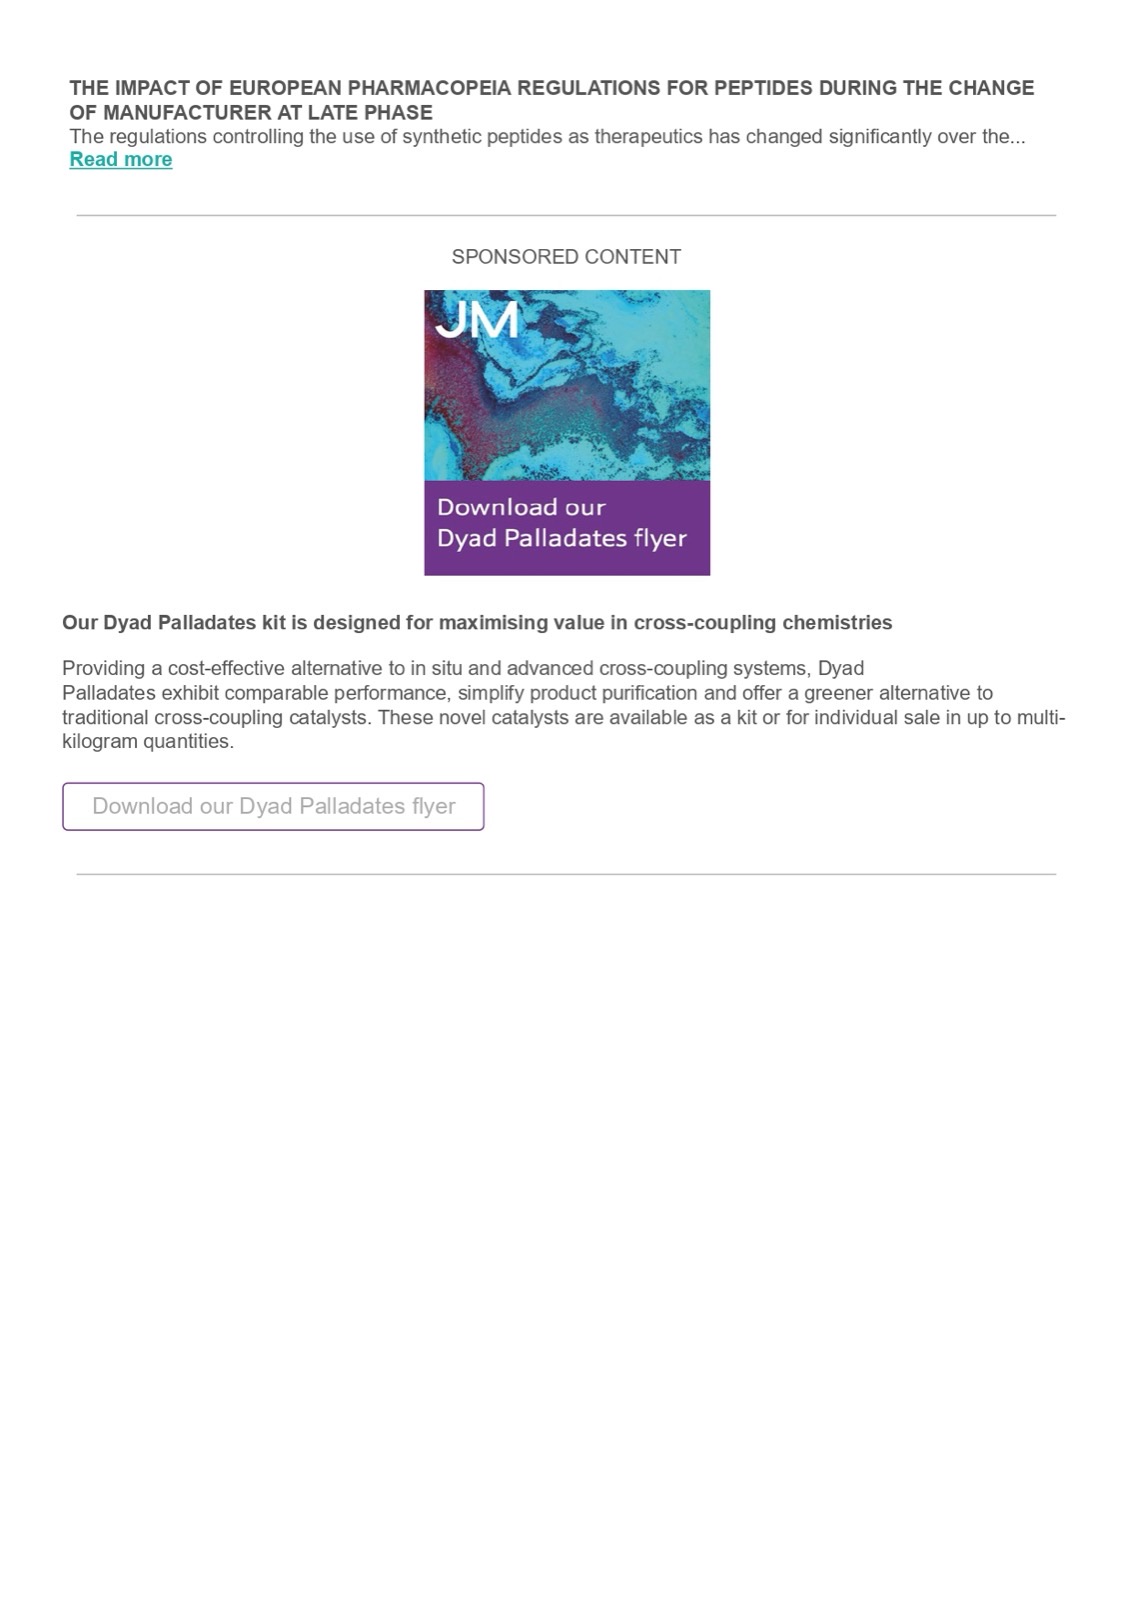 THE IMPACT OF EUROPEAN PHARMACOPEIA REGULATIONS FOR PEPTIDES DURING THE CHANGE
OF MANUFACTURER AT LATE PHASE
The regulations controlling the use of synthetic peptides as therapeutics has changed significantly over the...
Read more
SPONSORED CONTENT
JM
Download our
Dyad Palladates flyer
Our Dyad Palladates kit is designed for maximising value in cross-coupling chemistries
Providing a cost-effective alternative to in situ and advanced cross-coupling systems, Dyad
Palladates exhibit comparable performance, simplify product purification and offer a greener alternative to
traditional cross-coupling catalysts. These novel catalysts are available as a kit or for individual sale in up to multi-
kilogram quantities.
Download our Dyad Palladates flyer